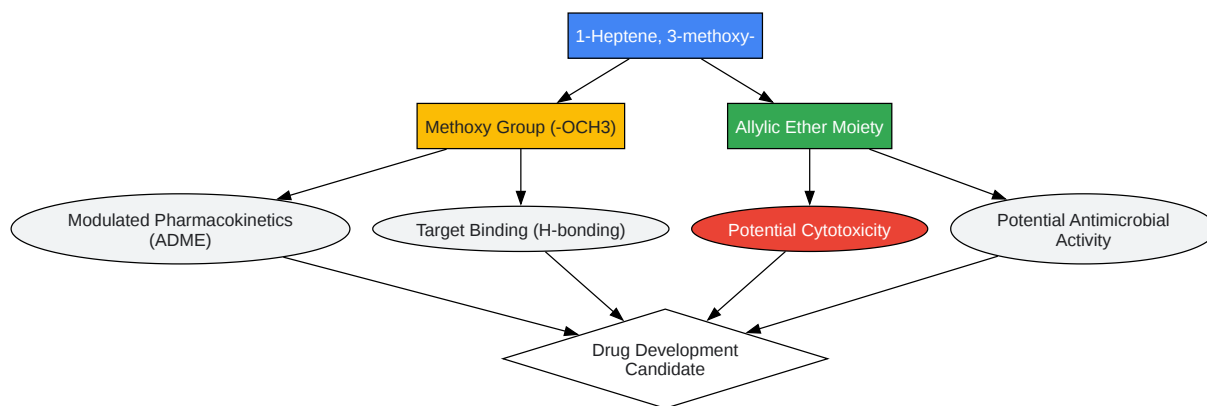 1-Heptene, 3-methoxy-
Methoxy Group (-OCH3)
Allylic Ether Moiety
Modulated Pharmacokinetics
(ADME)
Target Binding (H-bonding)
Potential Cytotoxicity
Potential Antimicrobial
Activity
Drug Development
Candidate